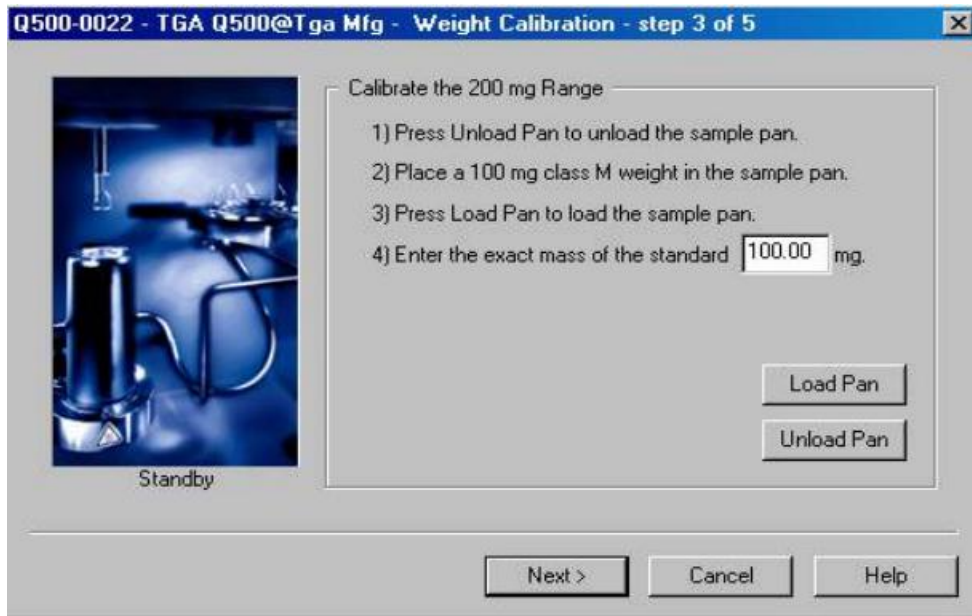 Q500-0022 - TGA Q500@Tga Mfg - Weight Calibration - step 3 of 5
Calibrate the 200 mg Range
1) Press Unload Pan to unload the sample pan.
2) Place a 100 mg class M weight in the sample pan.
3) Press Load Pan to load the sample pan.
4) Enter the exact mass of the standard 100.00 mg.
Load Pan
Unload Pan
Standby
Next >
Cancel
Help